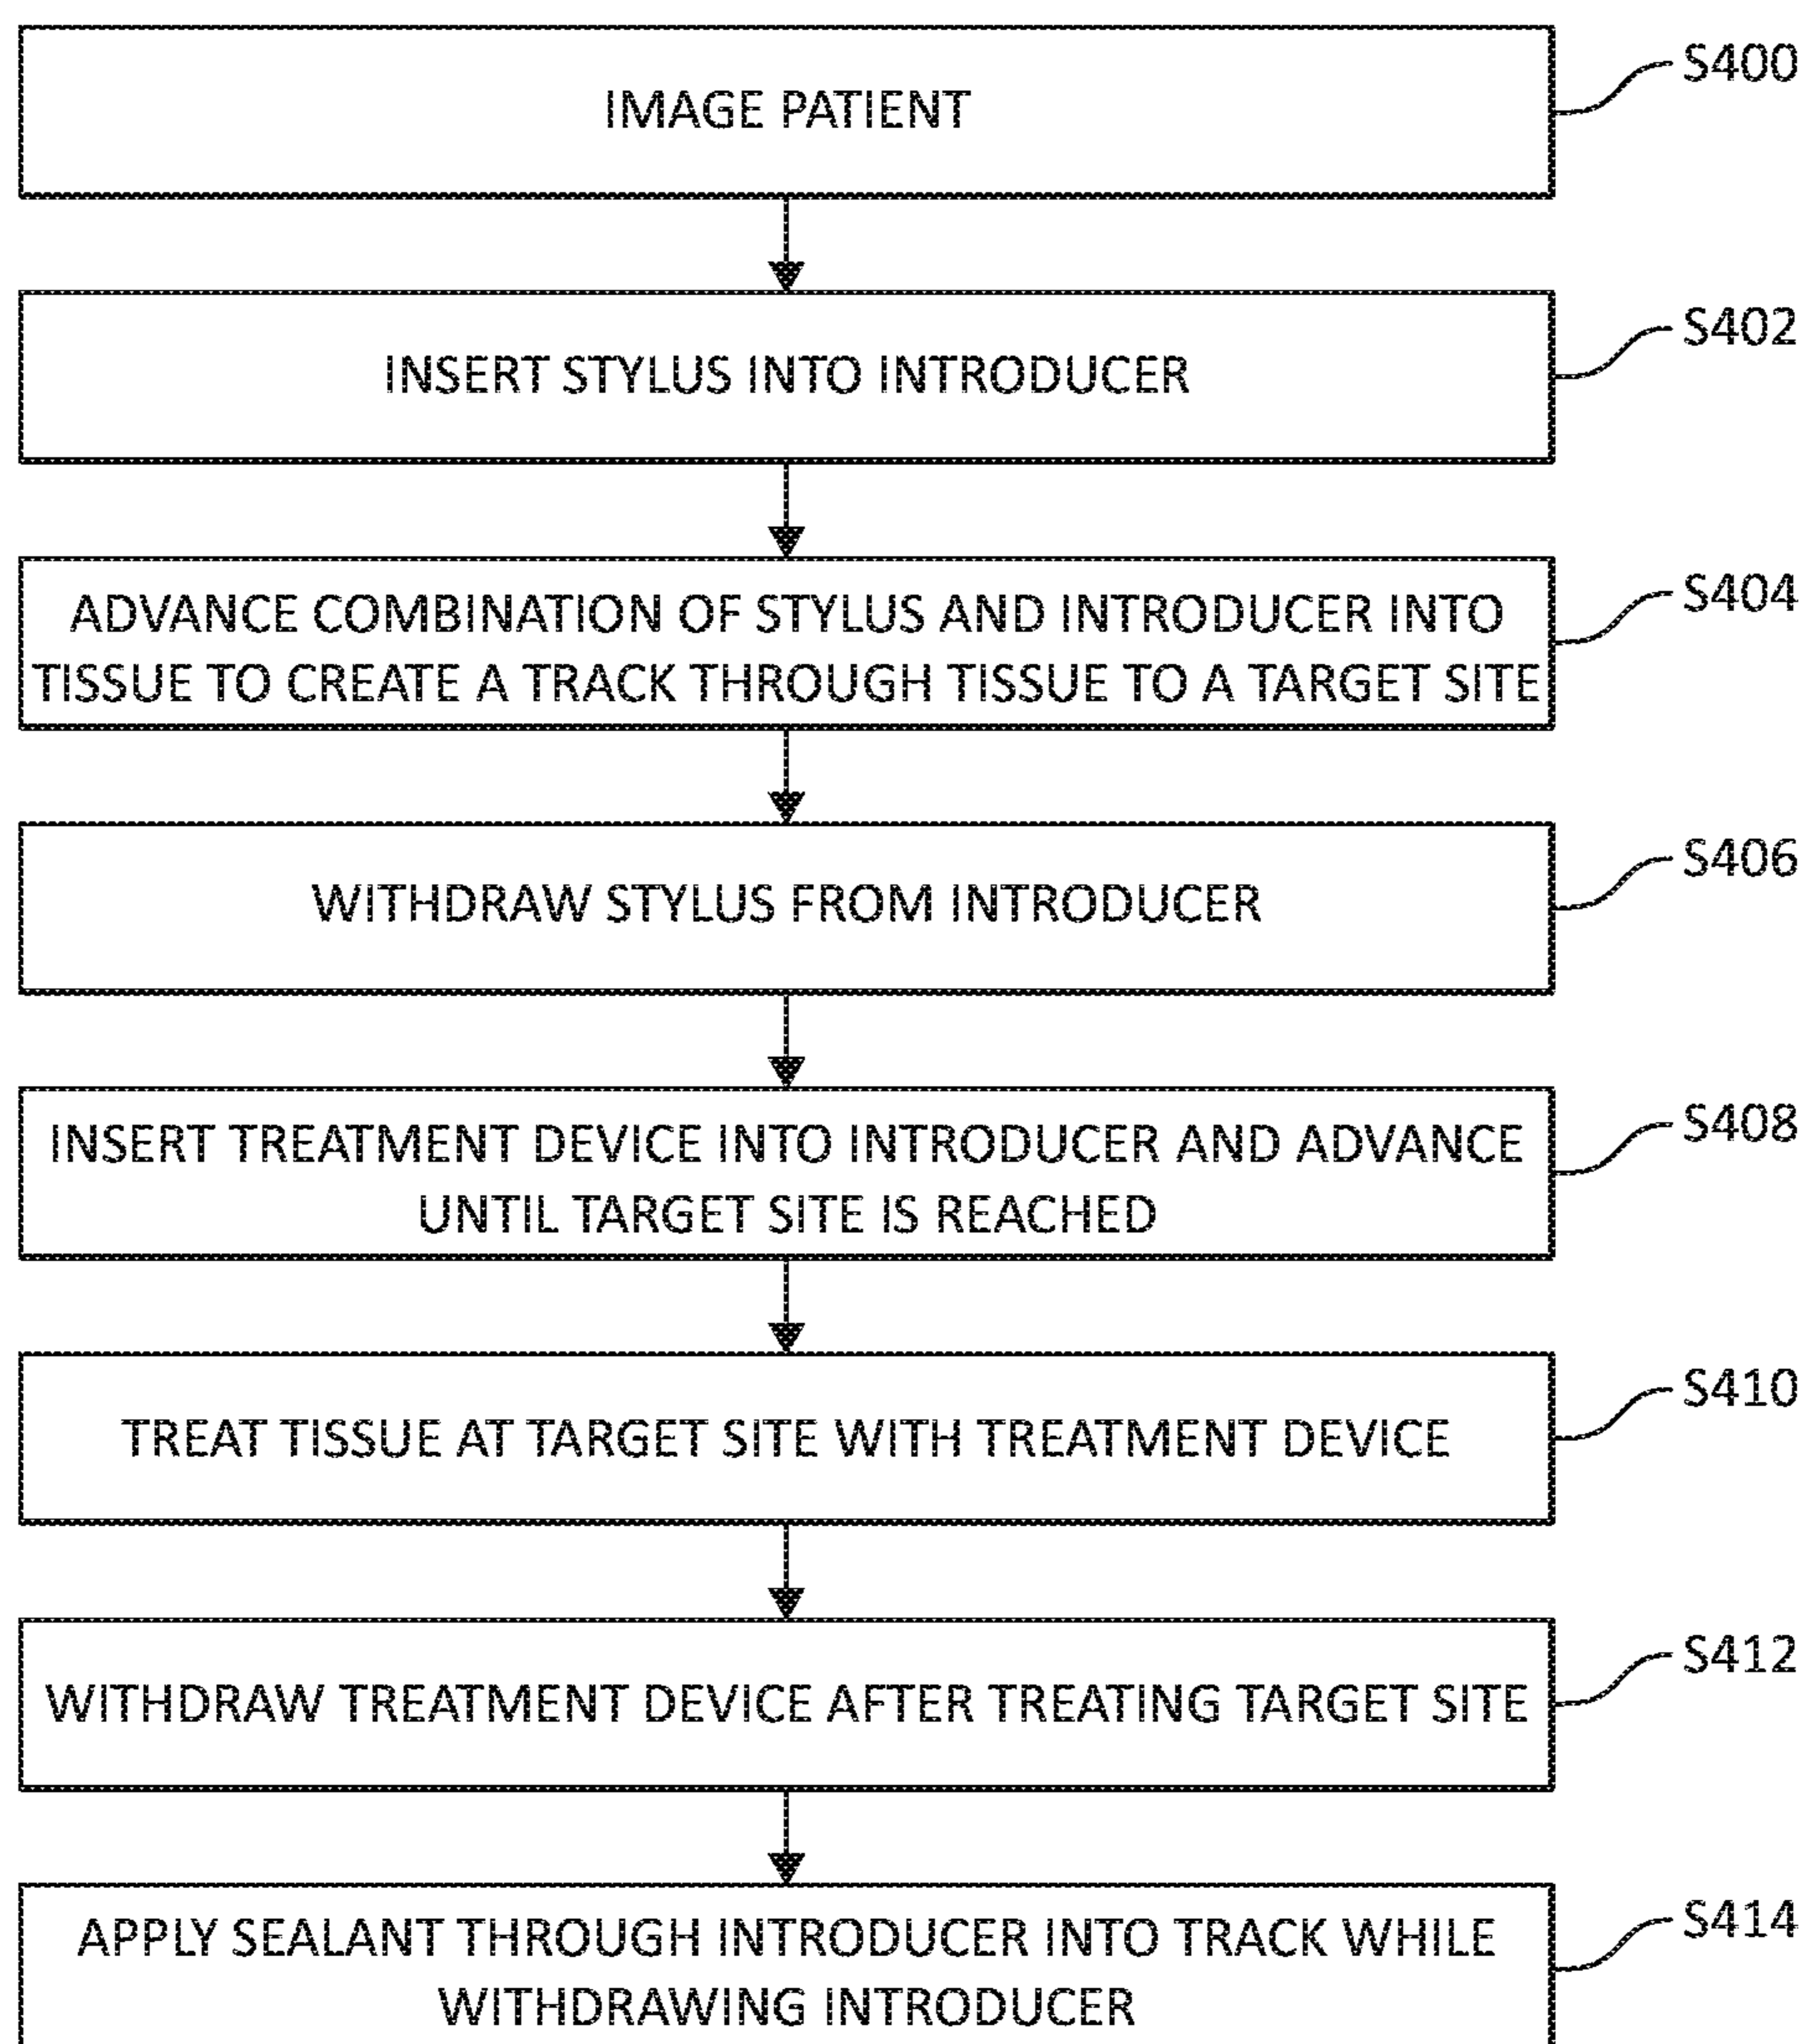 IMAGE PATIENT
S400
INSERT STYLUS INTO INTRODUCER
S402
ADVANCE COMBINATION OF STYLUS AND INTRODUCER INTO
TISSUE TO CREATE A TRACK THROUGH TISSUE TO A TARGET SITE
S404
WITHDRAW STYLUS FROM INTRODUCER
S406
INSERT TREATMENT DEVICE INTO INTRODUCER AND ADVANCE
UNTIL TARGET SITE IS REACHED
S408
TREAT TISSUE AT TARGET SITE WITH TREATMENT DEVICE
S410
WITHDRAW TREATMENT DEVICE AFTER TREATING TARGET SITE
S412
APPLY SEALANT THROUGH INTRODUCER INTO TRACK WHILE
WITHDRAWING INTRODUCER
S414